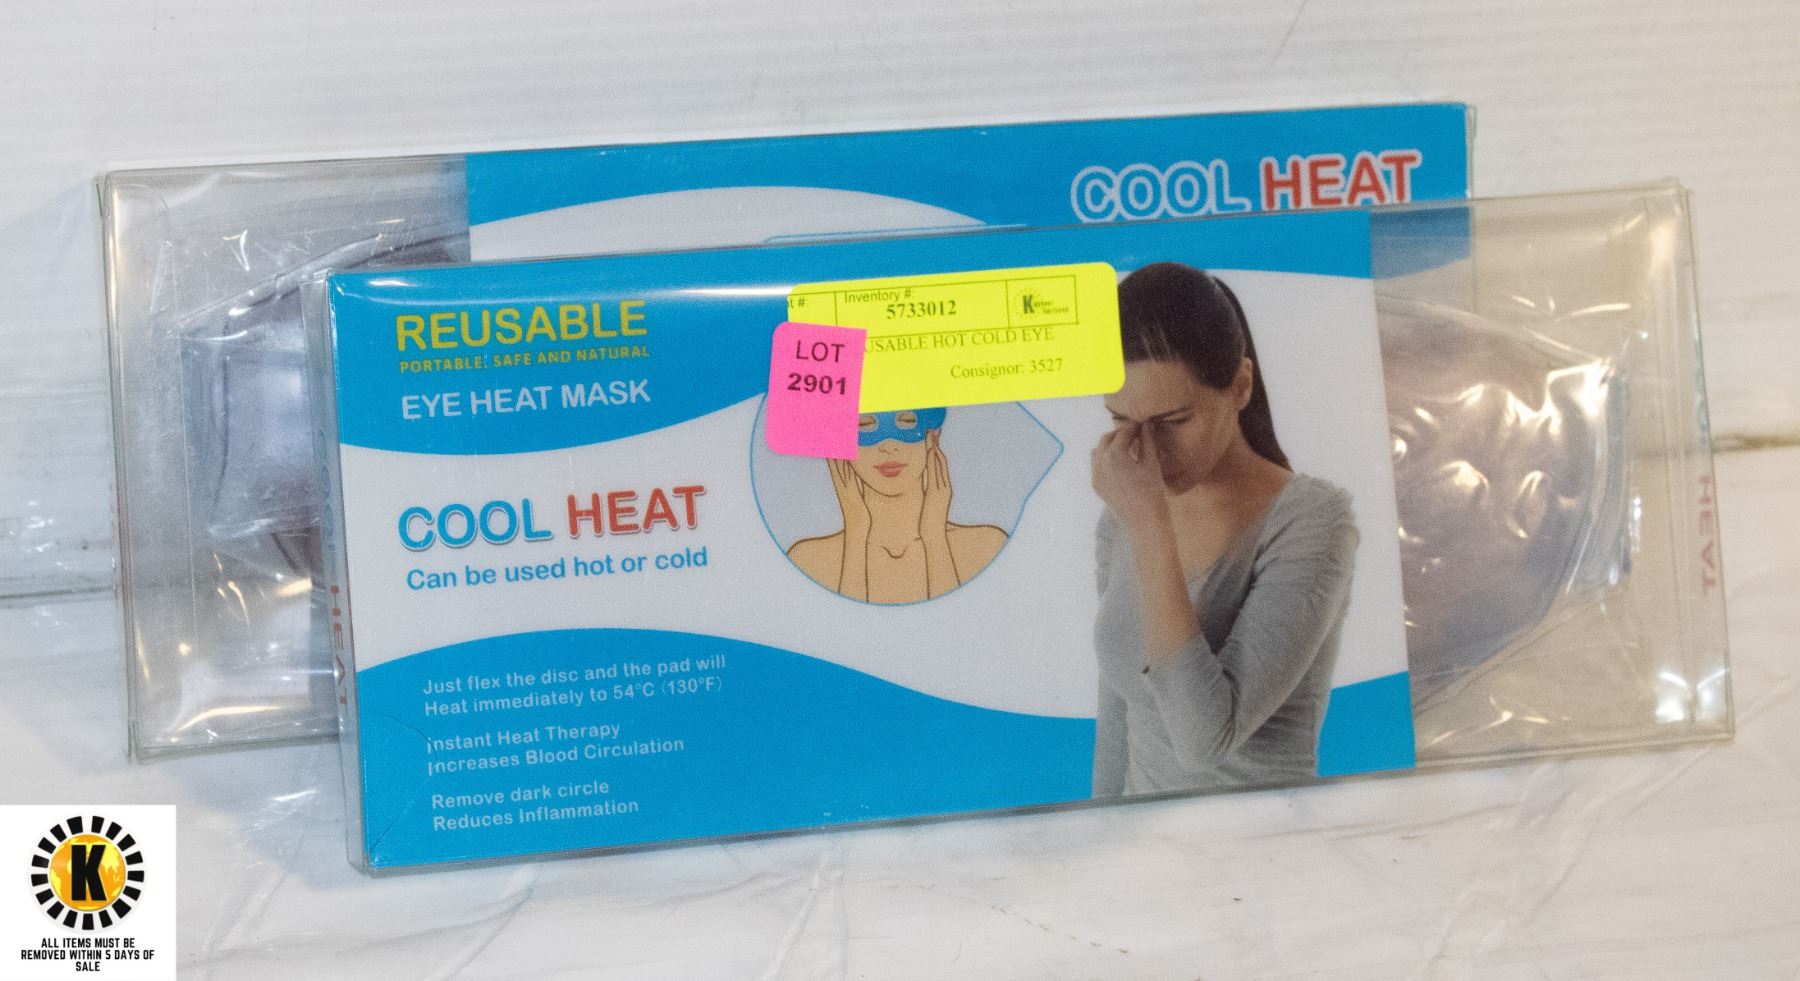 COOL HEAT
REUSABLE
PORTABLE, SAFE AND NATURAL
EYE HEAT MASK
Inventory #:
5733012
HOT COLD EYE
Consignor: 3527
LOT
2901
COOL HEAT
Can be used hot or cold
Just flex the disc and the pad will
Heat immediately to 54°C (130°F)
Instant Heat Therapy
Increases Blood Circulation
Remove dark circle
Reduces Inflammation
HEAT
HEAT
K
ALL ITEMS MUST BE
REMOVED WITHIN 5 DAYS OF
SALE